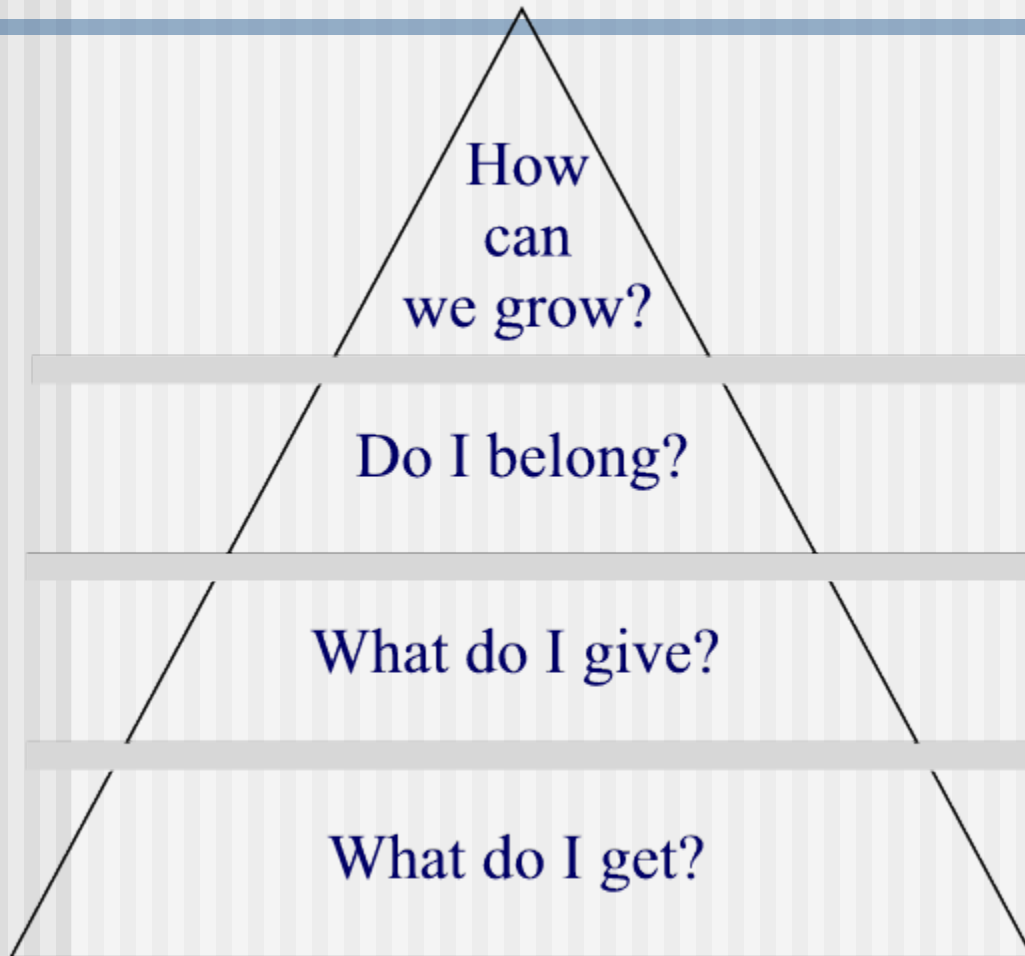 How
can
we grow?
Do I belong?
What do I give?
What do I get?